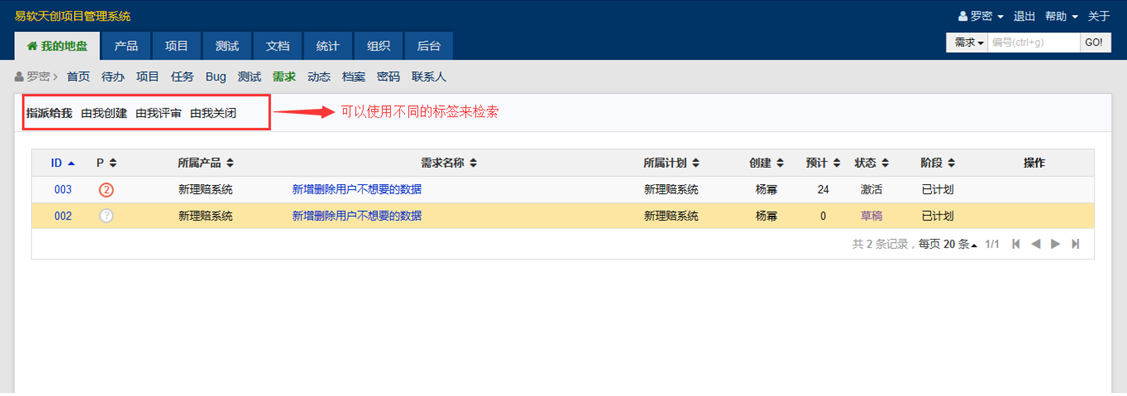 易软天创项目管理系统
罗密 退出 帮助 关于
我的地盘 产品 项目 测试 文档 统计 组织 后台
需求 编号(ctrl+g) GO!
罗密 首页 待办 项目 任务 Bug 测试 需求 动态 档案 密码 联系人
指派给我 由我创建 由我评审 由我关闭 可以使用不同的标签来检索
ID P 所属产品 需求名称 所属计划 创建 预计 状态 阶段 操作
003 2 新理赔系统 新增删除用户不想要的数据 新理赔系统 杨幂 24 激活 已计划
002 ? 新理赔系统 新增删除用户不想要的数据 新理赔系统 杨幂 0 草稿 已计划
共 2 条记录，每页 20 条 1/1